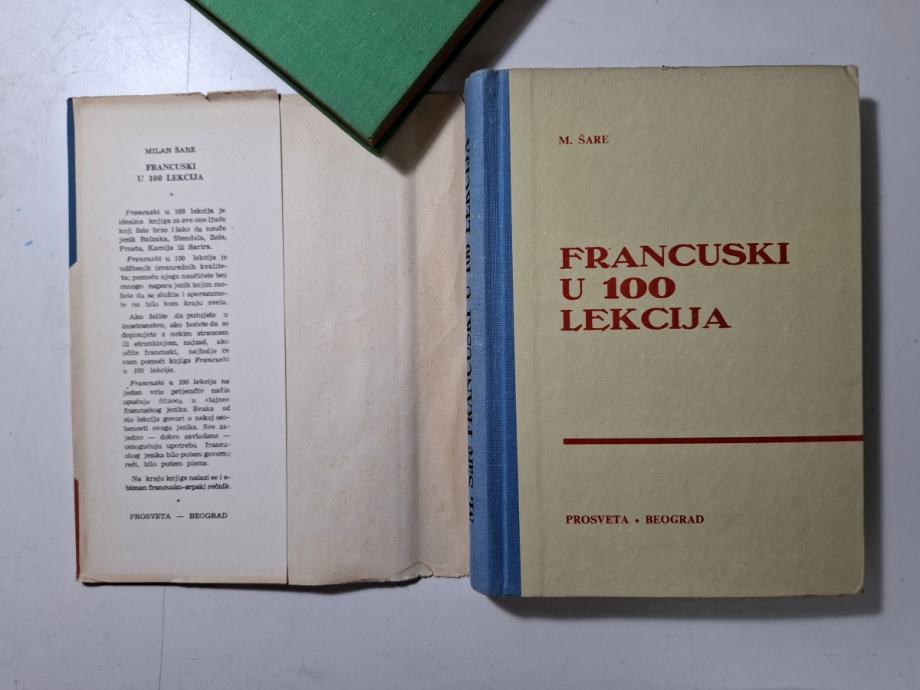 MILAN ŠARE
FRANCUSKI
U 100 LEKCIJA
*
Francuski u 100 lekcija je
idealna knjiga za sve one ljude
koji žele brzo i lako da nauče
jezik Balzaka, Stendala, Zole,
Prusta, Kamija ili Sartra.
Francuski u 100 lekcija je
udžbenik izvanrednih kvalite-
ta; pomoću njega naučićete bez
mnogo napora jezik kojim mo-
žete da se služite i sporazume-
te na bilo kom kraju sveta.
Ako želite da putujete u
inostranstvo, ako hoćete da se
dopisujete s nekim strancem
ili strankinjom, najzad, ako
učite francuski, najbolje će
vam pomoći knjiga Francuski
u 100 lekcija.
Francuski u 100 lekcija na
jedan vrlo prijemčiv način
upućuje čitaoca u »tajne«
francuskog jezika. Svaka od
sto lekcija govori o nekoj oso-
benosti ovoga jezika. Sve za-
jedno — dobro savladane —
omogućuju upotrebu francu-
skog jezika bilo putem govorne
reči, bilo putem pisma.
Na kraju knjige nalazi se i o-
biman francusko-srpski rečnik.
*
PROSVETA — BEOGRAD
M. Šare FRANCUSKI U 100 LEKCIJA
M. ŠARE
FRANCUSKI
U 100
LEKCIJA
PROSVETA • BEOGRAD